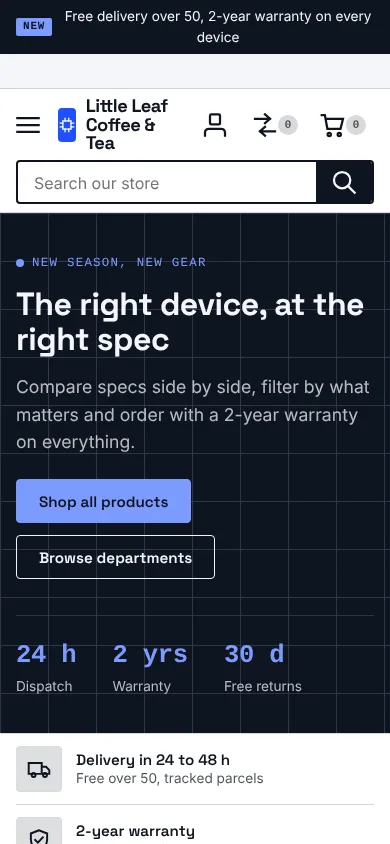 NEW
Free delivery over 50, 2-year warranty on every
device
Little Leaf
Coffee &
Tea
0
0
Search our store
NEW SEASON, NEW GEAR
The right device, at the
right spec
Compare specs side by side, filter by what
matters and order with a 2-year warranty
on everything.
Shop all products
Browse departments
24 h
2 yrs
30 d
Dispatch
Warranty
Free returns
Delivery in 24 to 48 h
Free over 50, tracked parcels
2-year warranty